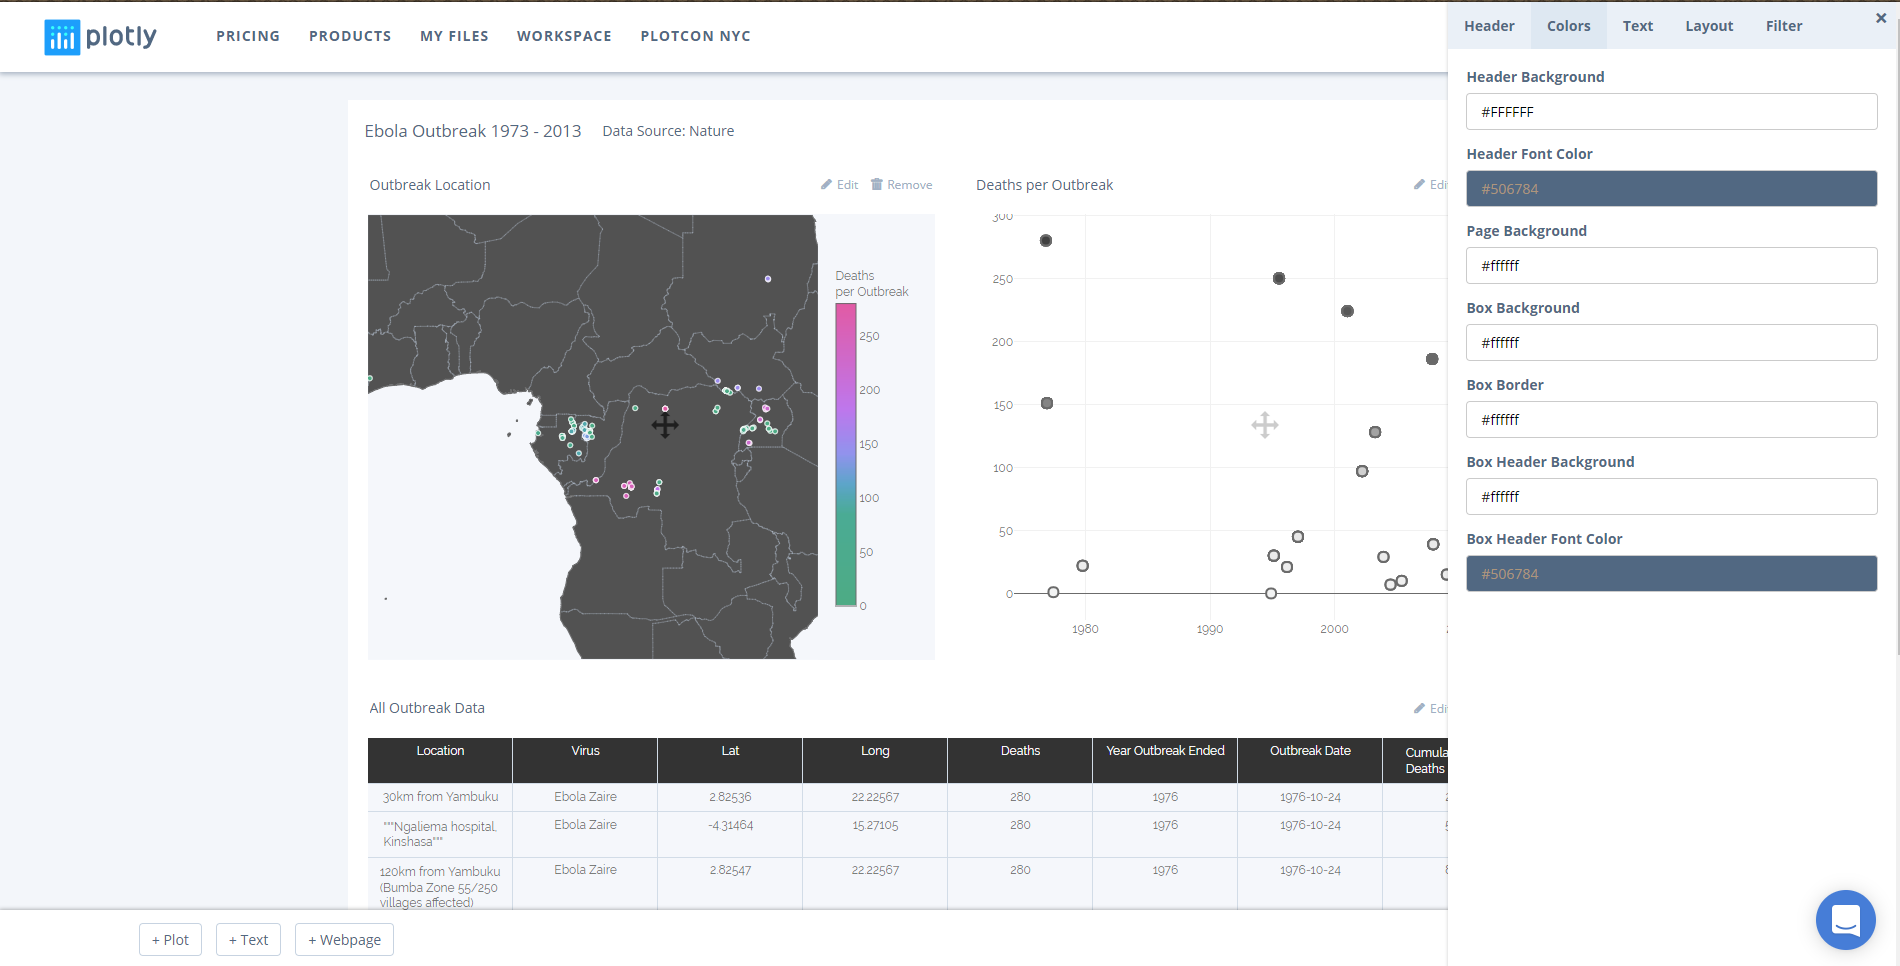 plotly
PRICING PRODUCTS MY FILES WORKSPACE PLOTCON NYC
Header Colors Text Layout Filter ×
Ebola Outbreak 1973 - 2013 Data Source: Nature
Outbreak Location Edit Remove
Deaths
per Outbreak
250
200
150
100
50
0
Deaths per Outbreak
300
250
200
150
100
50
0
1980 1990 2000
All Outbreak Data
Location Virus Lat Long Deaths Year Outbreak Ended Outbreak Date
30km from Yambuku Ebola Zaire 2.82536 22.22567 280 1976 1976-10-24
"""Ngaliema hospital, Ebola Zaire -4.31464 15.27105 280 1976 1976-10-24
Kinshasa"""
120km from Yambuku Ebola Zaire 2.82547 22.22567 280 1976 1976-10-24
(Bumba Zone 55/250
villages affected)
+ Plot + Text + Webpage
Header Background
#FFFFFF
Header Font Color
#506784
Page Background
#ffffff
Box Background
#ffffff
Box Border
#ffffff
Box Header Background
#ffffff
Box Header Font Color
#506784